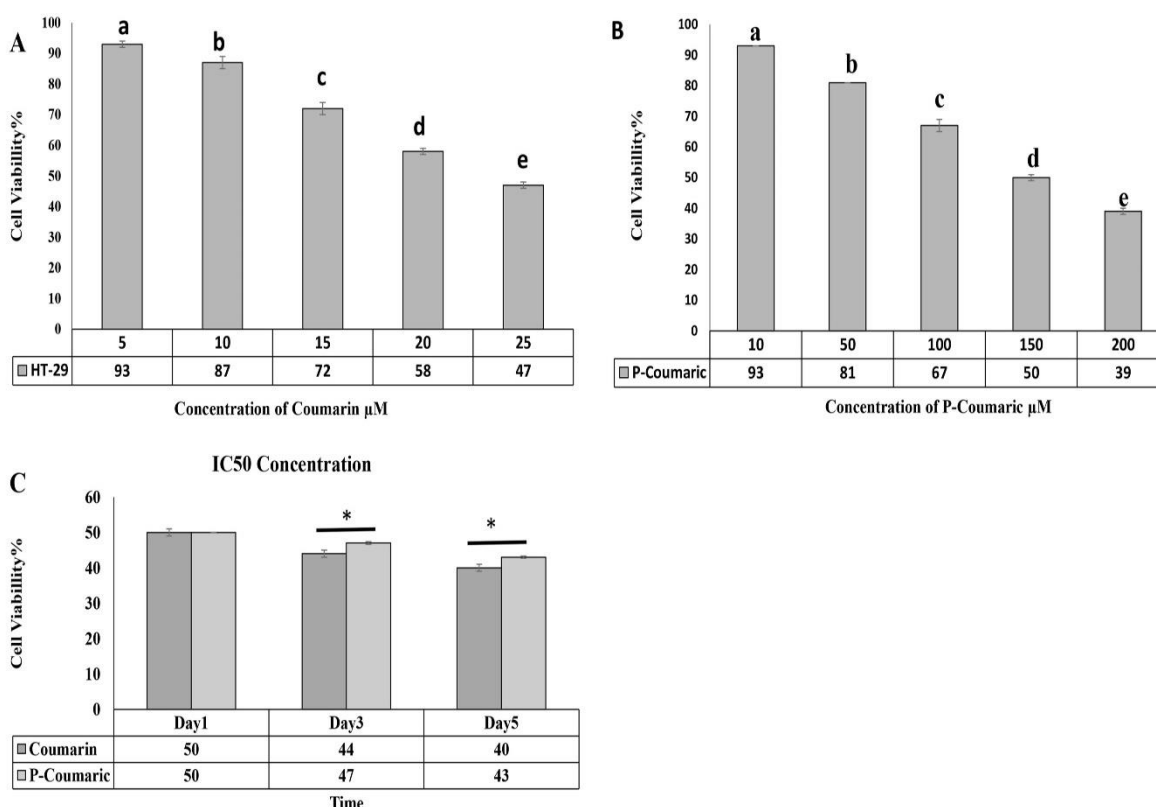 A
Cell Viabillity%
100
90
80
70
60
50
40
30
20
10
0
a
b
c
d
e
5 10 15 20 25
HT-29 93 87 72 58 47
Concentration of Coumarin µM
B
Cell Viability%
100
90
80
70
60
50
40
30
20
10
0
a
b
c
d
e
10 50 100 150 200
P-Coumaric 93 81 67 50 39
Concentration of P-Coumaric µM
C
IC50 Concentration
Cell Viabillity%
60
50
40
30
20
10
0
*
*
Day1 Day3 Day5
Coumarin 50 44 40
P-Coumaric 50 47 43
Time